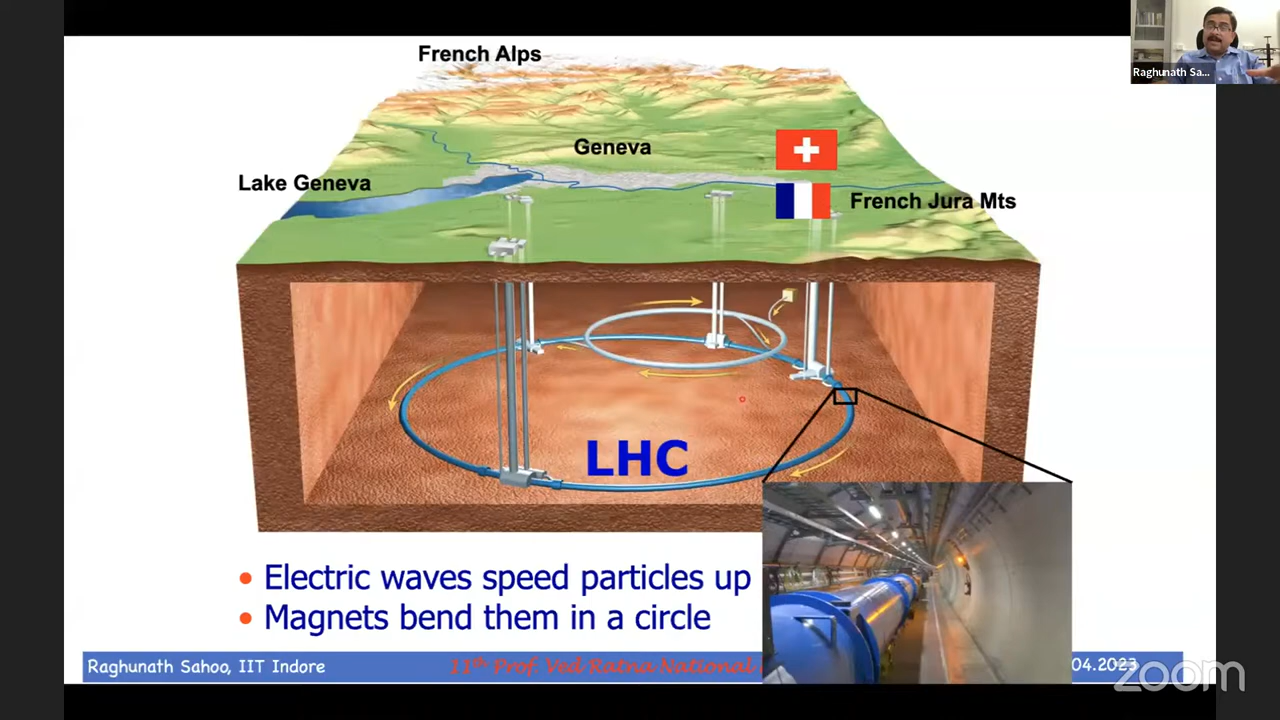 French Alps
Raghunath Sa...
Geneva
Lake Geneva
French Jura Mts
LHC
• Electric waves speed particles up
• Magnets bend them in a circle
Raghunath Sahoo, IIT Indore
11th Prof. Ved Ratna National
04.2023
zoom